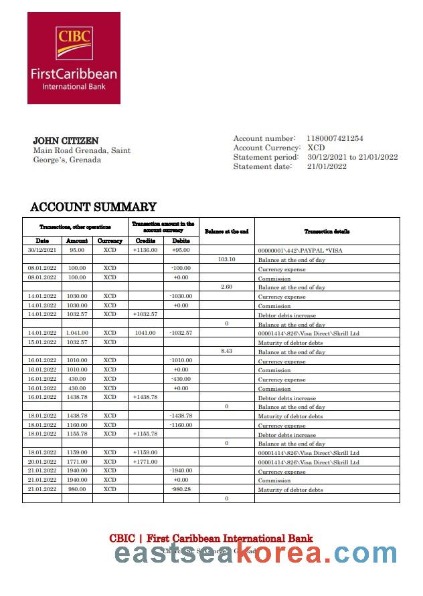 CIBC
FirstCaribbean
International Bank
JOHN CITIZEN
Main Road Grenada, Saint
George's, Grenada
Account number: 1180007421254
Account Currency: XCD
Statement period: 30/12/2021 to 21/01/2022
Statement date: 21/01/2022
ACCOUNT SUMMARY
Transactions, other operations Transaction amount in the account currency Balance at the end Transaction details
Date Amount Currency Credits Debits
30/12/2021 95.00 XCD +1136.00 +95.00 00000001\442\PAYPAL *VISA
103.10 Balance at the end of day
08.01.2022 100.00 XCD -100.00 Currency expense
08.01.2022 100.00 XCD +0.00 Commission
2.60 Balance at the end of day
14.01.2022 1030.00 XCD -1030.00 Currency expense
14.01.2022 1030.00 XCD +0.00 Commission
14.01.2022 1032.57 XCD +1032.57 Debtor debts increase
0 Balance at the end of day
14.01.2022 1,041.00 XCD 1041.00 -1032.57 00001414\826\Visa Direct\Skrill Ltd
15.01.2022 1032.57 XCD Maturity of debtor debts
8.43 Balance at the end of day
16.01.2022 1010.00 XCD -1010.00 Currency expense
16.01.2022 1010.00 XCD +0.00 Commission
16.01.2022 430.00 XCD -430.00 Currency expense
16.01.2022 430.00 XCD +0.00 Commission
16.01.2022 1438.78 XCD +1438.78 Debtor debts increase
0 Balance at the end of day
18.01.2022 1438.78 XCD -1438.78 Maturity of debtor debts
18.01.2022 1160.00 XCD -1160.00 Currency expense
18.01.2022 1155.78 XCD +1155.78 Debtor debts increase
0 Balance at the end of day
18.01.2022 1159.00 XCD +1159.00 00001414\826\Visa Direct\Skrill Ltd
20.01.2022 1771.00 XCD +1771.00 00001414\826\Visa Direct\Skrill Ltd
21.01.2022 1940.00 XCD -1940.00 Currency expense
21.01.2022 1940.00 XCD +0.00 Commission
21.01.2022 980.00 XCD -980.28 Maturity of debtor debts
0
CBIC | First Caribbean International Bank
eastseakorea.com